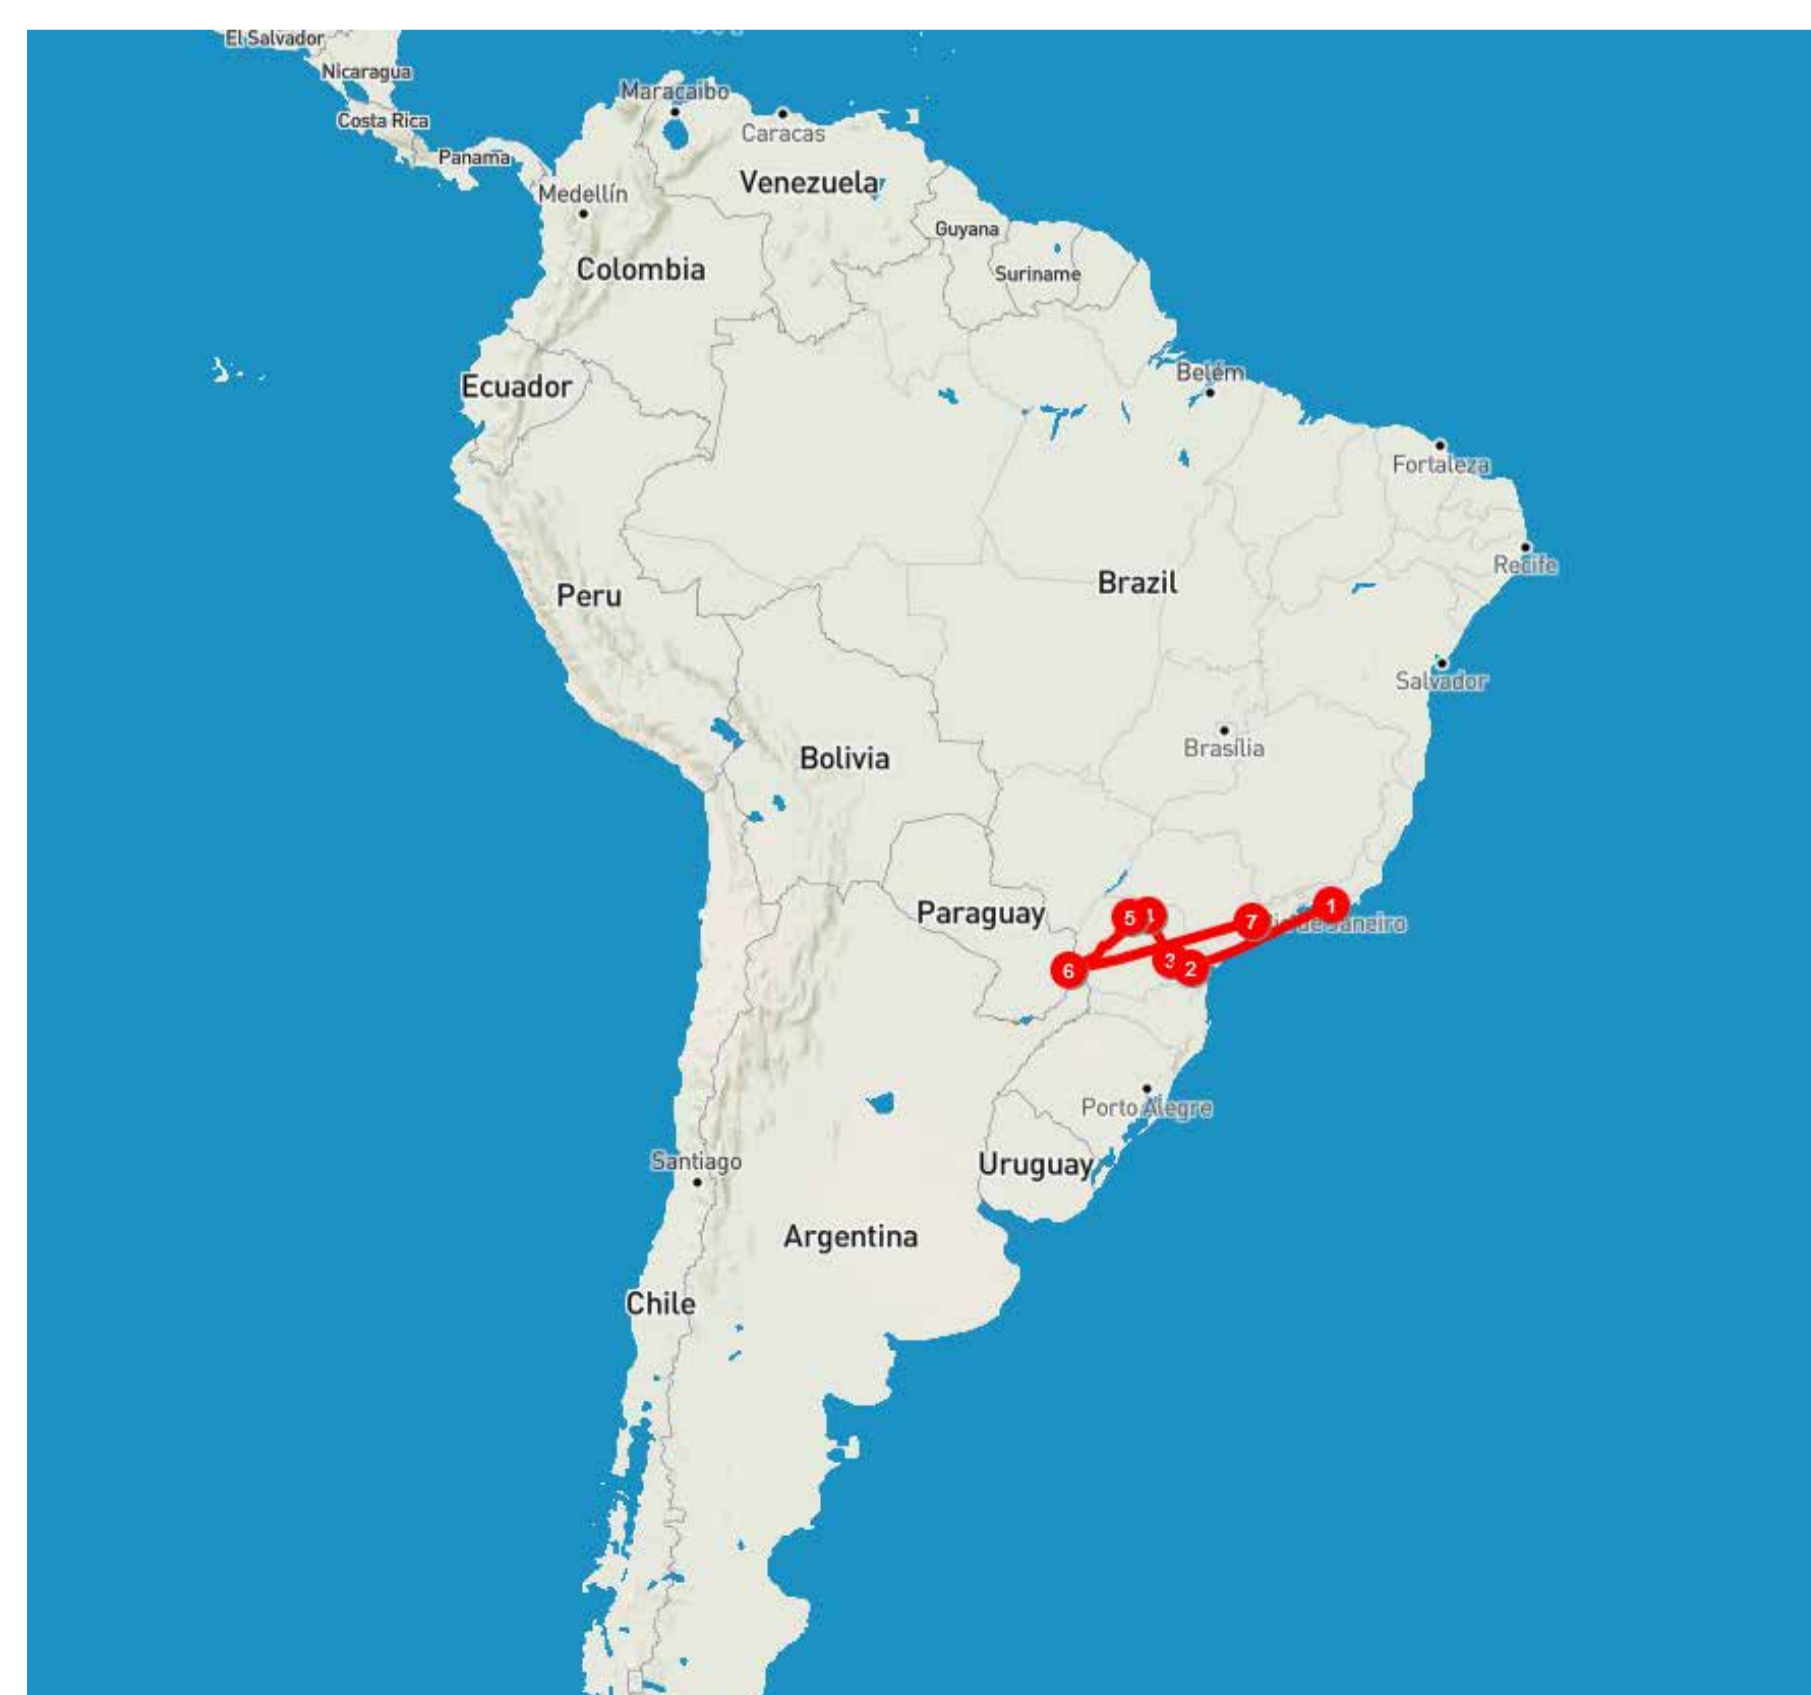 El Salvador
Nicaragua
Maracaibo
Costa Rica
Caracas
Panama
Venezuela
Medellín
Guyana
Colombia
Suriname
Belém
Ecuador
Fortaleza
Recife
Brazil
Peru
Salvador
Brasília
Bolivia
Paraguay
5
4
7
1
6
3
2
Porto Alegre
Santiago
Uruguay
Argentina
Chile